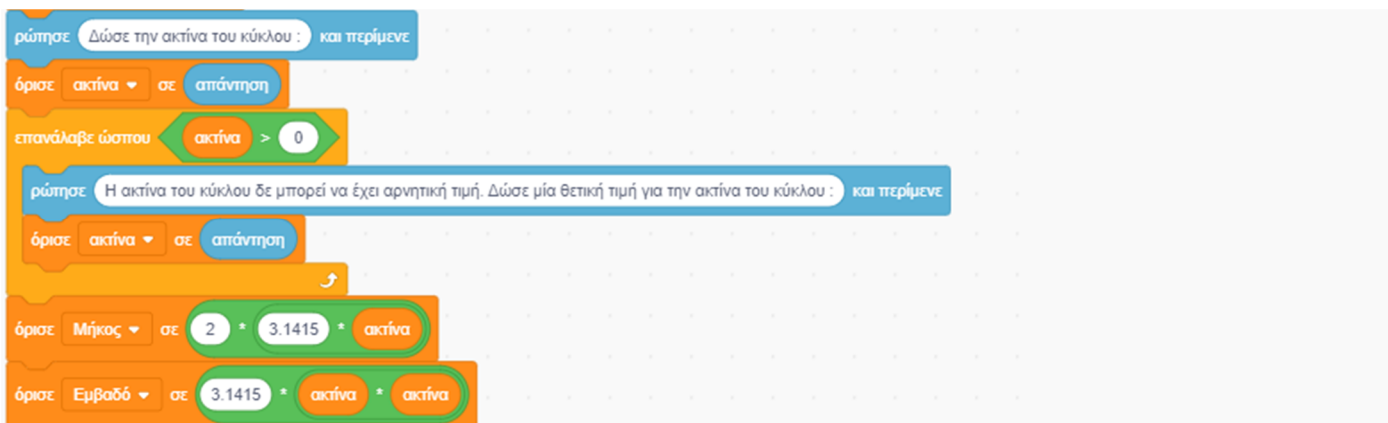 ρώτησε Δώσε την ακτίνα του κύκλου : και περίμενε
όρισε ακτίνα σε απάντηση
επανάλαβε ώσπου ακτίνα > 0
ρώτησε Η ακτίνα του κύκλου δε μπορεί να έχει αρνητική τιμή. Δώσε μία θετική τιμή για την ακτίνα του κύκλου : και περίμενε
όρισε ακτίνα σε απάντηση
όρισε Μήκος σε 2 * 3.1415 * ακτίνα
όρισε Εμβαδό σε 3.1415 * ακτίνα * ακτίνα